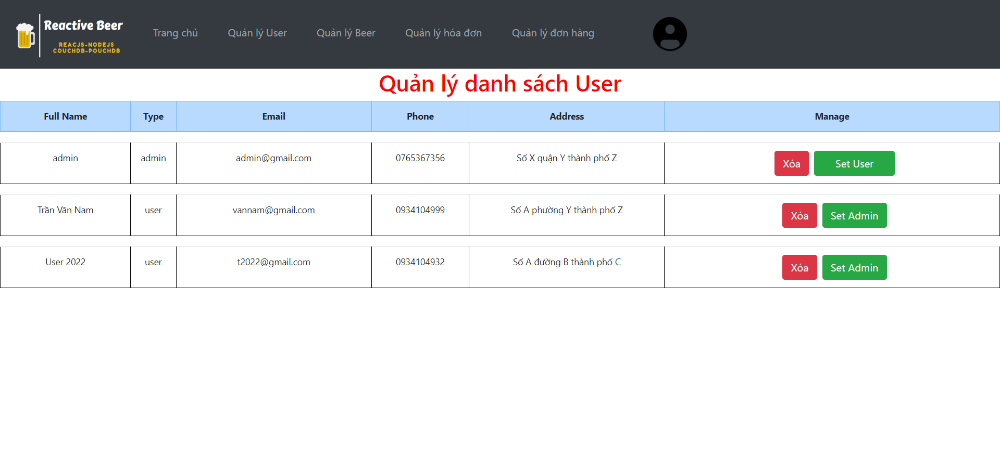 Reactive Beer
REACJS-NODEJS
COUCHDB-POUCHDB
Trang chủ
Quản lý User
Quản lý Beer
Quản lý hóa đơn
Quản lý đơn hàng
Quản lý danh sách User
Full Name Type Email Phone Address Manage
admin admin admin@gmail.com 0765367356 Số X quận Y thành phố Z Xóa Set User
Trần Văn Nam user vannam@gmail.com 0934104999 Số A phường Y thành phố Z Xóa Set Admin
User 2022 user t2022@gmail.com 0934104932 Số A đường B thành phố C Xóa Set Admin